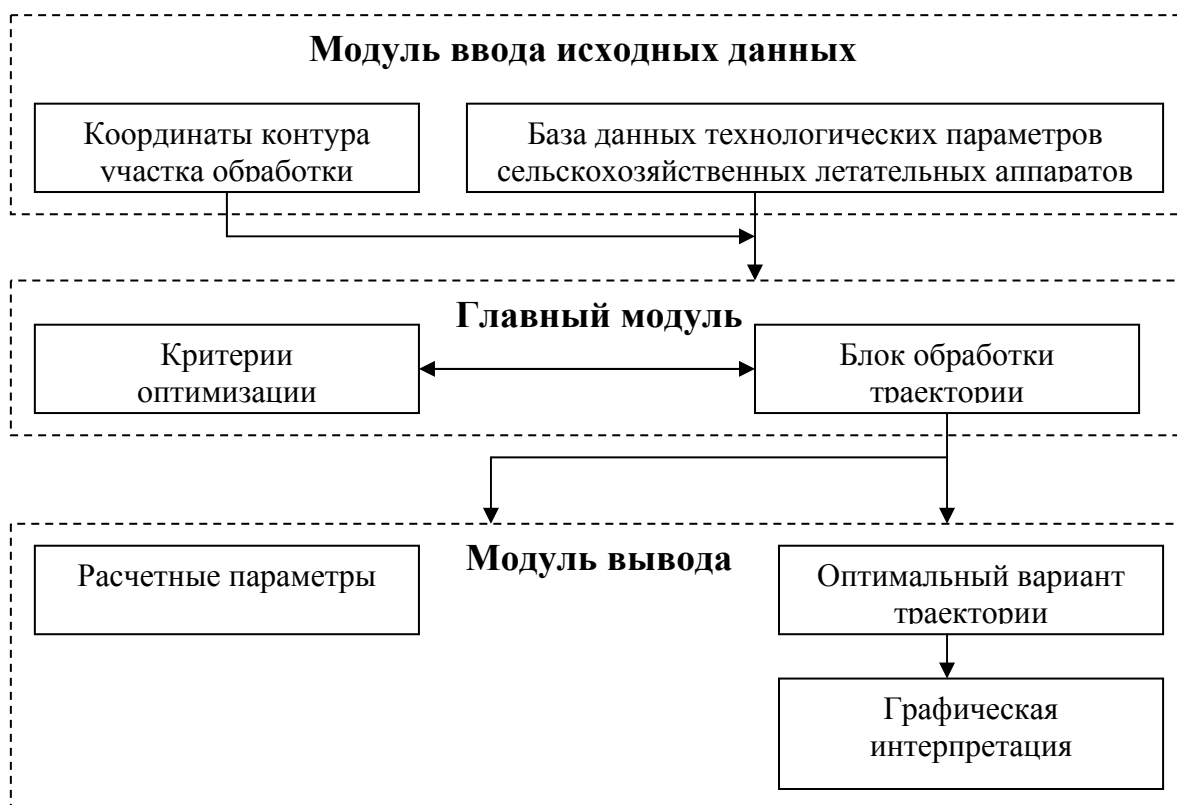 Модуль ввода исходных данных
Координаты контура
участка обработки
База данных технологических параметров
сельскохозяйственных летательных аппаратов
Главный модуль
Критерии
оптимизации
Блок обработки
траектории
Модуль вывода
Расчетные параметры
Оптимальный вариант
траектории
Графическая
интерпретация